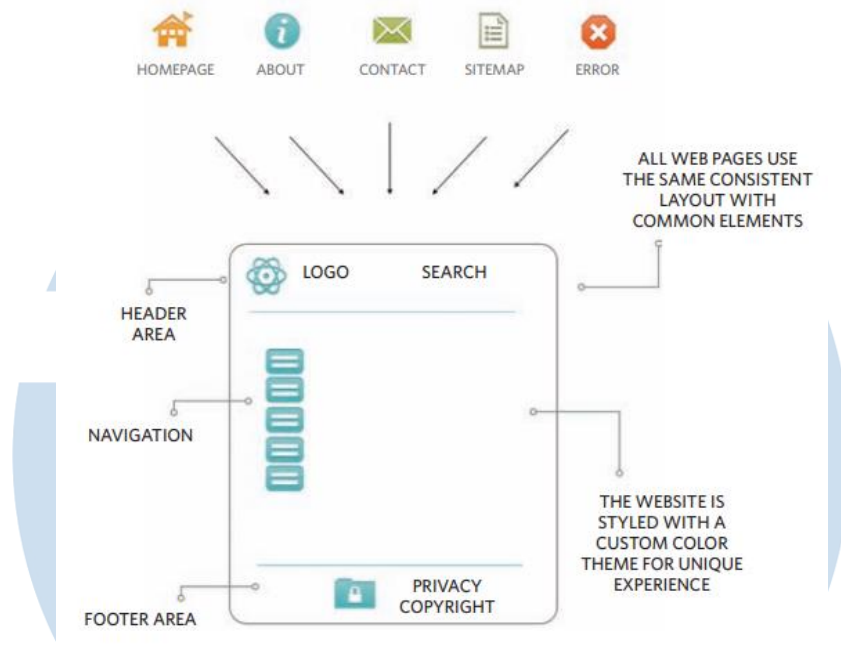 HOMEPAGE
ABOUT
CONTACT
SITEMAP
ERROR
ALL WEB PAGES USE
THE SAME CONSISTENT
LAYOUT WITH
COMMON ELEMENTS
LOGO
SEARCH
HEADER
AREA
NAVIGATION
THE WEBSITE IS
STYLED WITH A
CUSTOM COLOR
THEME FOR UNIQUE
EXPERIENCE
PRIVACY
COPYRIGHT
FOOTER AREA